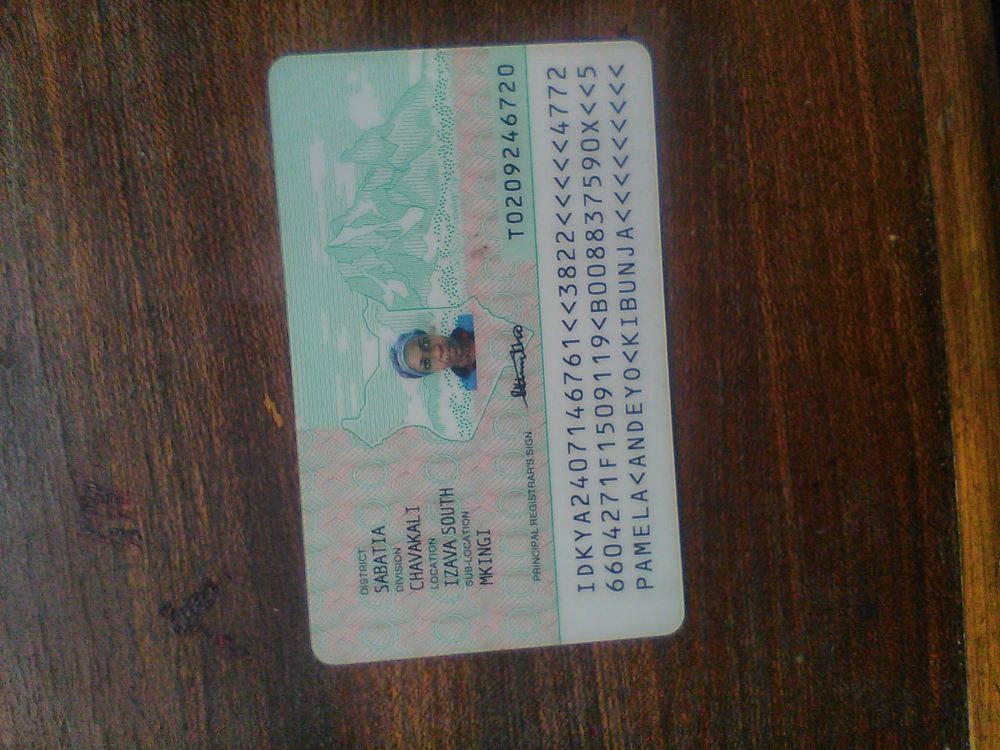 DISTRICT
SABATIA
DIVISION
CHAVAKALI
LOCATION
IZAVA SOUTH
SUB-LOCATION
MKINGI
PRINCIPAL REGISTRAR'S SIGN
T0209246720
IDKYA2407146761<<3822<<<<<4772
6604271F1509119<B008837590X<<5
PAMELA<ANDEYO<KIBUNJA<<<<<<<<<